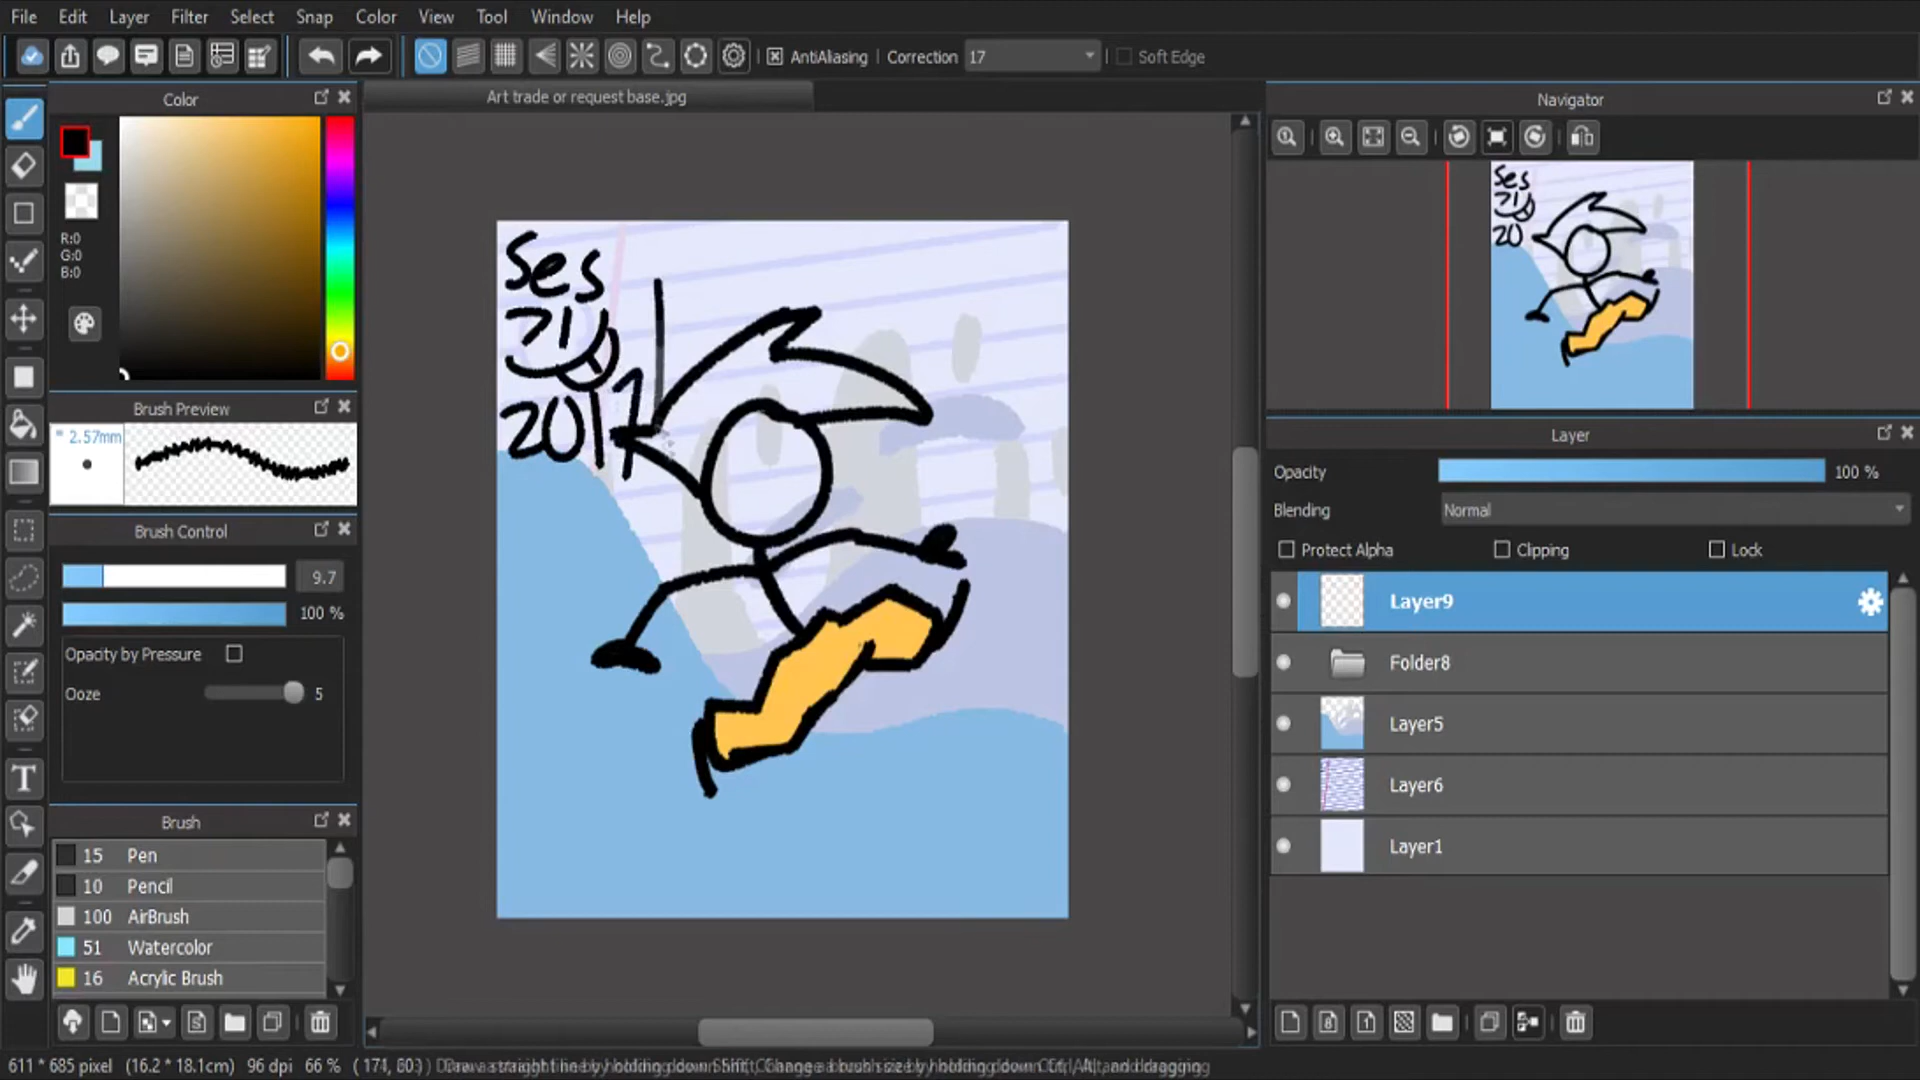 File Edit Layer Filter Select Snap Color View Tool Window Help
AntiAliasing Correction 17 Soft Edge
Color
R:0
G:0
B:0
Brush Preview
2.57mm
Brush Control
9.7
100 %
Opacity by Pressure
Ooze 5
Brush
15 Pen
10 Pencil
100 AirBrush
51 Watercolor
16 Acrylic Brush
Art trade or request base.jpg
Ses
Navigator
Ses
20
Layer
Opacity 100 %
Blending Normal
Protect Alpha Clipping Lock
Layer9
Folder8
Layer5
Layer6
Layer1
611 * 685 pixel (16.2 * 18.1cm) 96 dpi 66 %